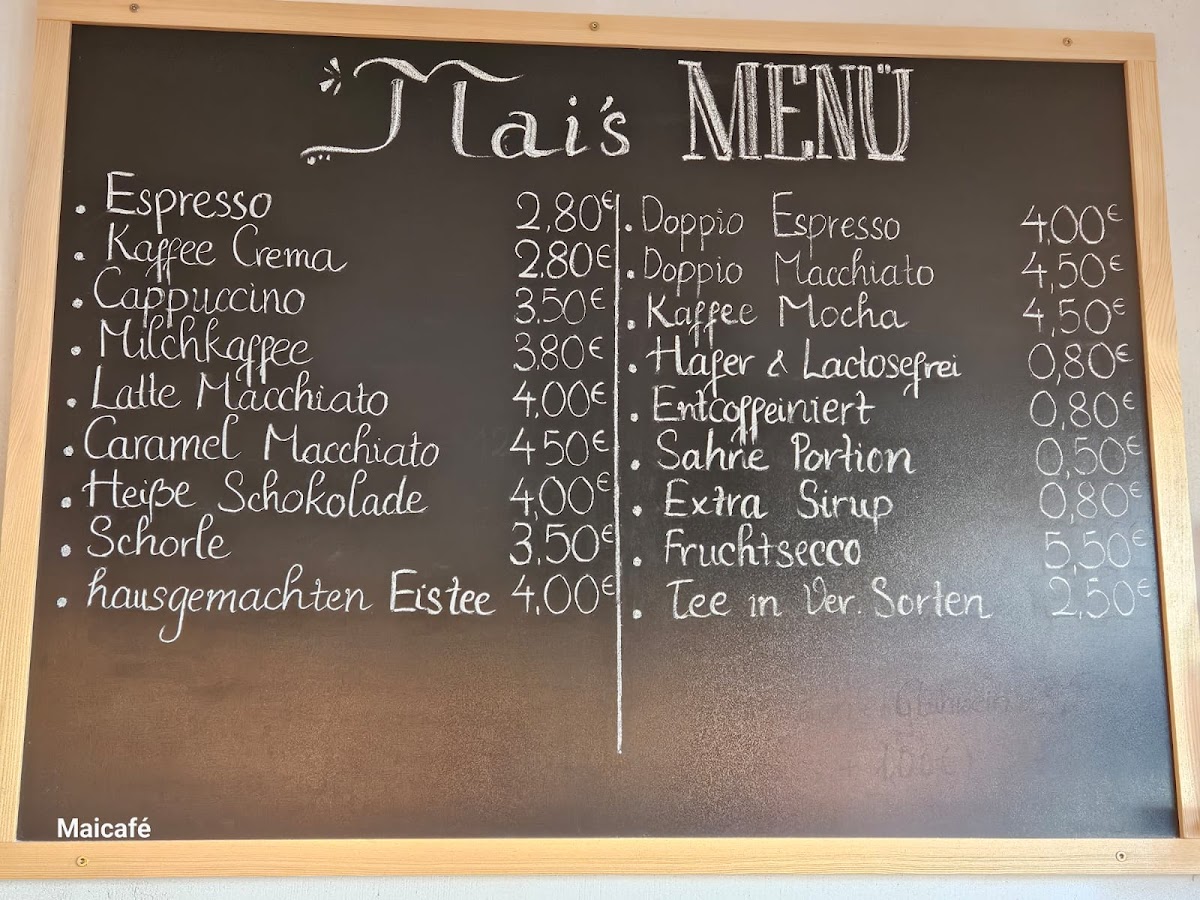 Mai's MENÜ
. Espresso 2,80€
. Kaffee Crema 2,80€
. Cappuccino 3,50€
. Milchkaffee 3,80€
. Latte Macchiato 4,00€
. Caramel Macchiato 4,50€
. Heiße Schokolade 4,00€
. Schorle 3,50€
. hausgemachten Eistee 4,00€
. Doppio Espresso 4,00€
. Doppio Macchiato 4,50€
. Kaffee Mocha 4,50€
. Hafer & Lactosefrei 0,80€
. Entcoffeiniert 0,80€
. Sahne Portion 0,50€
. Extra Sirup 0,80€
. Fruchtsecco 5,50€
. Tee in Ver. Sorten 2,50€
Glühwein
+ 1,00€)
Maicafé